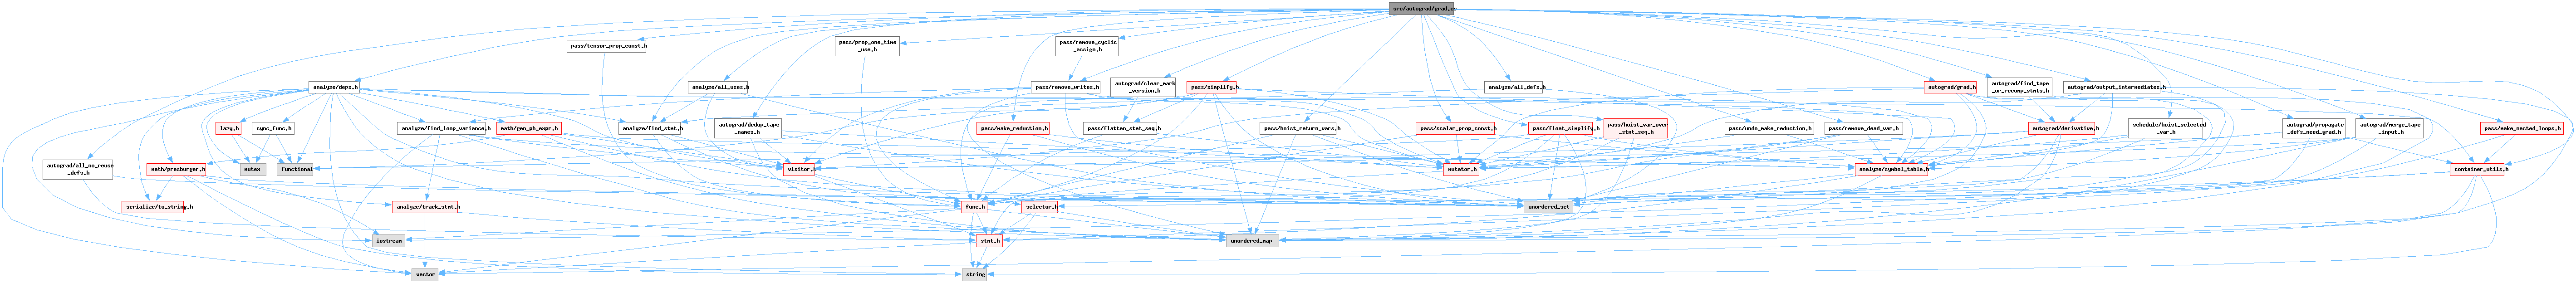 src/autograd/grad.cc
pass/tensor_prop_const.h
pass/prop_one_time
_use.h
pass/remove_cyclic
_assign.h
analyze/deps.h
analyze/all_uses.h
pass/remove_writes.h
autograd/clear_mark
_version.h
pass/simplify.h
analyze/all_defs.h
autograd/grad.h
autograd/find_tape
_or_recomp_stmts.h
autograd/output_intermediates.h
lazy.h
sync_func.h
analyze/find_loop_variance.h
math/gen_pb_expr.h
analyze/find_stmt.h
autograd/dedup_tape
_names.h
pass/make_reduction.h
pass/flatten_stmt_seq.h
pass/hoist_return_vars.h
pass/scalar_prop_const.h
pass/float_simplify.h
pass/hoist_var_over
_stmt_seq.h
pass/undo_make_reduction.h
pass/remove_dead_var.h
autograd/derivative.h
schedule/hoist_selected
_var.h
autograd/propagate
_defs_need_grad.h
autograd/merge_tape
_input.h
pass/make_nested_loops.h
autograd/all_no_reuse
_defs.h
math/presburger.h
mutex
functional
visitor.h
mutator.h
analyze/symbol_table.h
container_utils.h
serialize/to_string.h
analyze/track_stmt.h
func.h
selector.h
unordered_set
iostream
stmt.h
unordered_map
vector
string